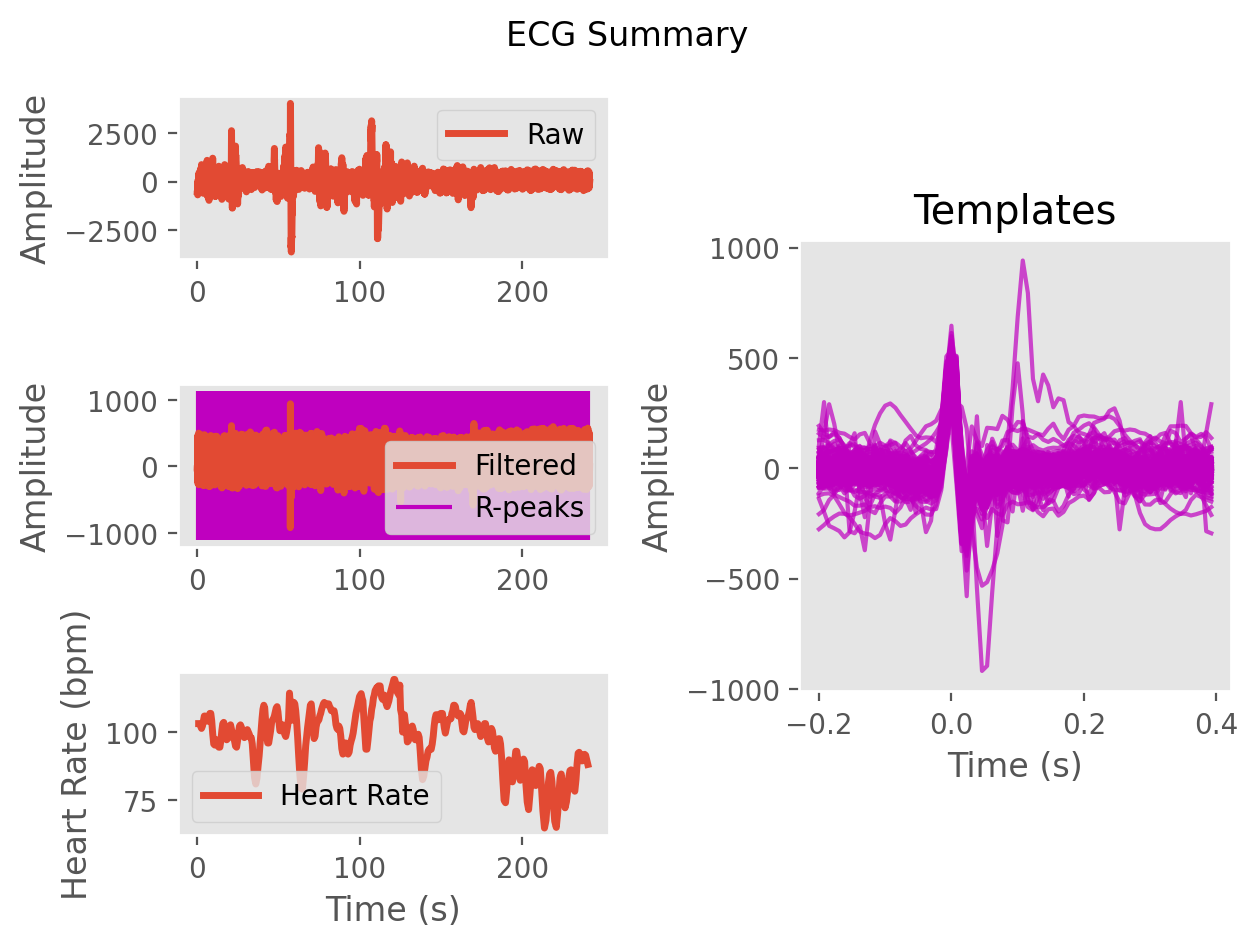 ECG Summary
Amplitude
2500
0
−2500
Raw
0 100 200
Amplitude
1000
0
−1000
Filtered
R-peaks
0 100 200
Heart Rate (bpm)
100
75
Heart Rate
0 100 200
Time (s)
Templates
Amplitude
1000
500
0
−500
−1000
−0.2 0.0 0.2 0.4
Time (s)